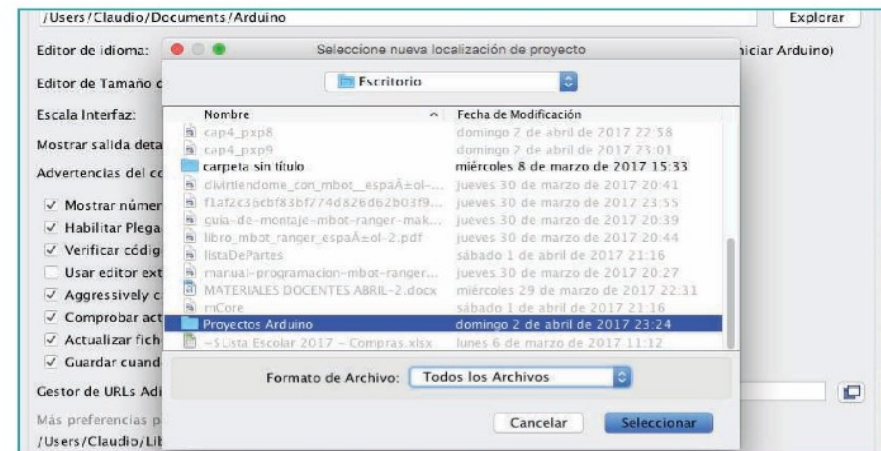 /Users/Claudio/Documents/Arduino Explorar
Editor de idioma: niciar Arduino)
Seleccione nueva localización de proyecto
Editor de Tamaño d
Escritorio
Escala Interfaz:
Nombre Fecha de Modificación
cap4_pxp8 domingo 2 de abril de 2017 22:58
Mostrar salida deta
cap4_pxp9 domingo 2 de abril de 2017 23:01
carpeta sin título miércoles 8 de marzo de 2017 15:33
Advertencias del co
divirtiendome_con_mbot__espaÃ±ol-... jueves 30 de marzo de 2017 20:41
Mostrar númer
jueves 30 de marzo de 2017 23:55
Habilitar Plega
guia-de-montaje-mbot-ranger-mak... jueves 30 de marzo de 2017 20:39
libro_mbot_ranger_espaÃ±ol-2.pdf jueves 30 de marzo de 2017 20:44
Verificar códig
listaDePartes sábado 1 de abril de 2017 21:16
Usar editor ext
manual-programacion-mbot-ranger... jueves 30 de marzo de 2017 20:27
Aggressively c
MATERIALES DOCENTES ABRIL-2.docx miércoles 29 de marzo de 2017 22:31
mCore sábado 1 de abril de 2017 21:16
Comprobar act
Proyectos Arduino domingo 2 de abril de 2017 23:24
Actualizar fich
~$Lista Escolar 2017 - Compras.xlsx lunes 6 de marzo de 2017 11:12
Guardar cuand
Formato de Archivo: Todos los Archivos
Gestor de URLs Adi
Más preferencias p
Cancelar Seleccionar
/Users/Claudio/Lib